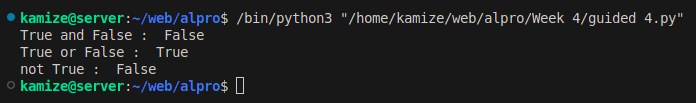 kamize@server:~/web/alpro$ /bin/python3 "/home/kamize/web/alpro/Week 4/guided 4.py"
True and False :  False
True or False :  True
not True :  False
kamize@server:~/web/alpro$